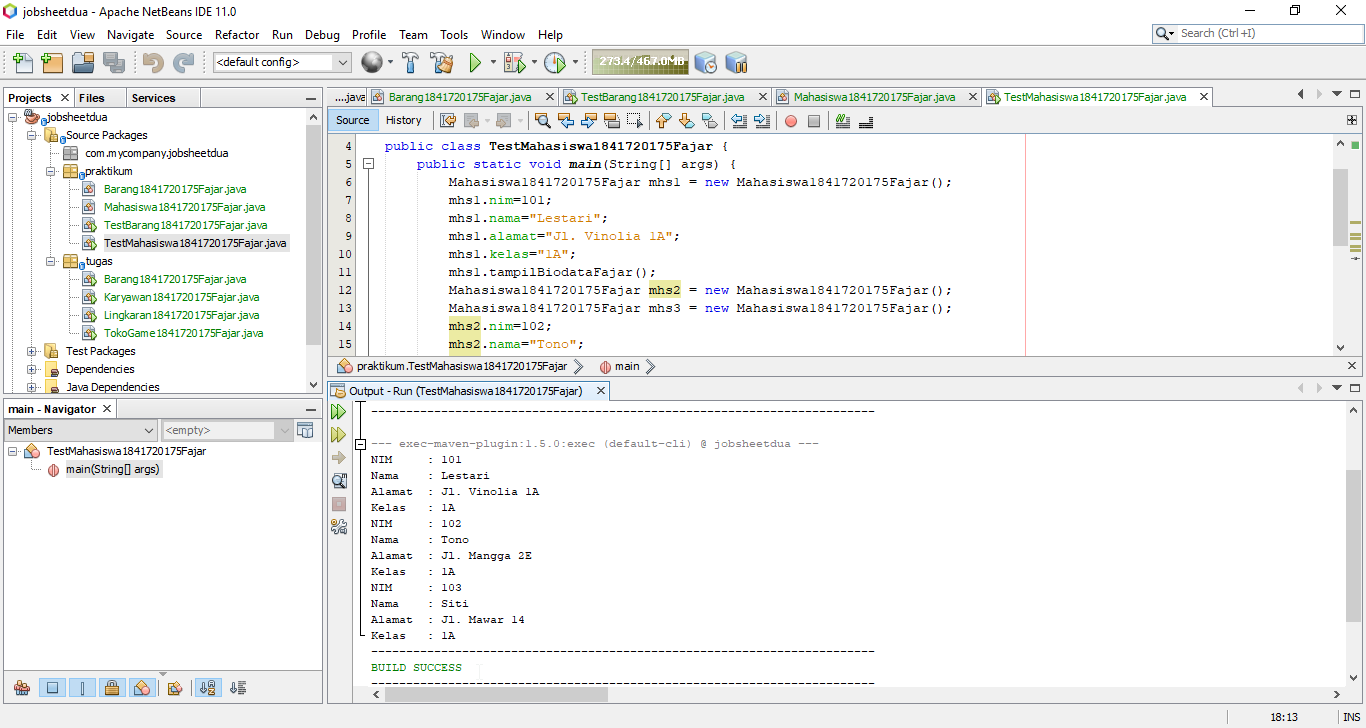 jobsheetdua - Apache NetBeans IDE 11.0
File Edit View Navigate Source Refactor Run Debug Profile Team Tools Window Help
Search (Ctrl+I)
<default config>
273.4/467.0MB
Projects Files Services
jobsheetdua
Source Packages
com.mycompany.jobsheetdua
praktikum
Barang1841720175Fajar.java
Mahasiswa1841720175Fajar.java
TestBarang1841720175Fajar.java
TestMahasiswa1841720175Fajar.java
tugas
Barang1841720175Fajar.java
Karyawan1841720175Fajar.java
Lingkaran1841720175Fajar.java
TokoGame1841720175Fajar.java
Test Packages
Dependencies
Java Dependencies
main - Navigator
Members
<empty>
TestMahasiswa1841720175Fajar
main(String[] args)
....java Barang1841720175Fajar.java TestBarang1841720175Fajar.java Mahasiswa1841720175Fajar.java TestMahasiswa1841720175Fajar.java
Source History
4 public class TestMahasiswa1841720175Fajar {
5 public static void main(String[] args) {
6 Mahasiswa1841720175Fajar mhs1 = new Mahasiswa1841720175Fajar();
7 mhs1.nim=101;
8 mhs1.nama="Lestari";
9 mhs1.alamat="Jl. Vinolia 1A";
10 mhs1.kelas="1A";
11 mhs1.tampilBiodataFajar();
12 Mahasiswa1841720175Fajar mhs2 = new Mahasiswa1841720175Fajar();
13 Mahasiswa1841720175Fajar mhs3 = new Mahasiswa1841720175Fajar();
14 mhs2.nim=102;
15 mhs2.nama="Tono";
praktikum.TestMahasiswa1841720175Fajar main
Output - Run (TestMahasiswa1841720175Fajar)
------------------------------------------------------------------------
--- exec-maven-plugin:1.5.0:exec (default-cli) @ jobsheetdua ---
NIM : 101
Nama : Lestari
Alamat : Jl. Vinolia 1A
Kelas : 1A
NIM : 102
Nama : Tono
Alamat : Jl. Mangga 2E
Kelas : 1A
NIM : 103
Nama : Siti
Alamat : Jl. Mawar 14
Kelas : 1A
------------------------------------------------------------------------
BUILD SUCCESS
------------------------------------------------------------------------
18:13 INS